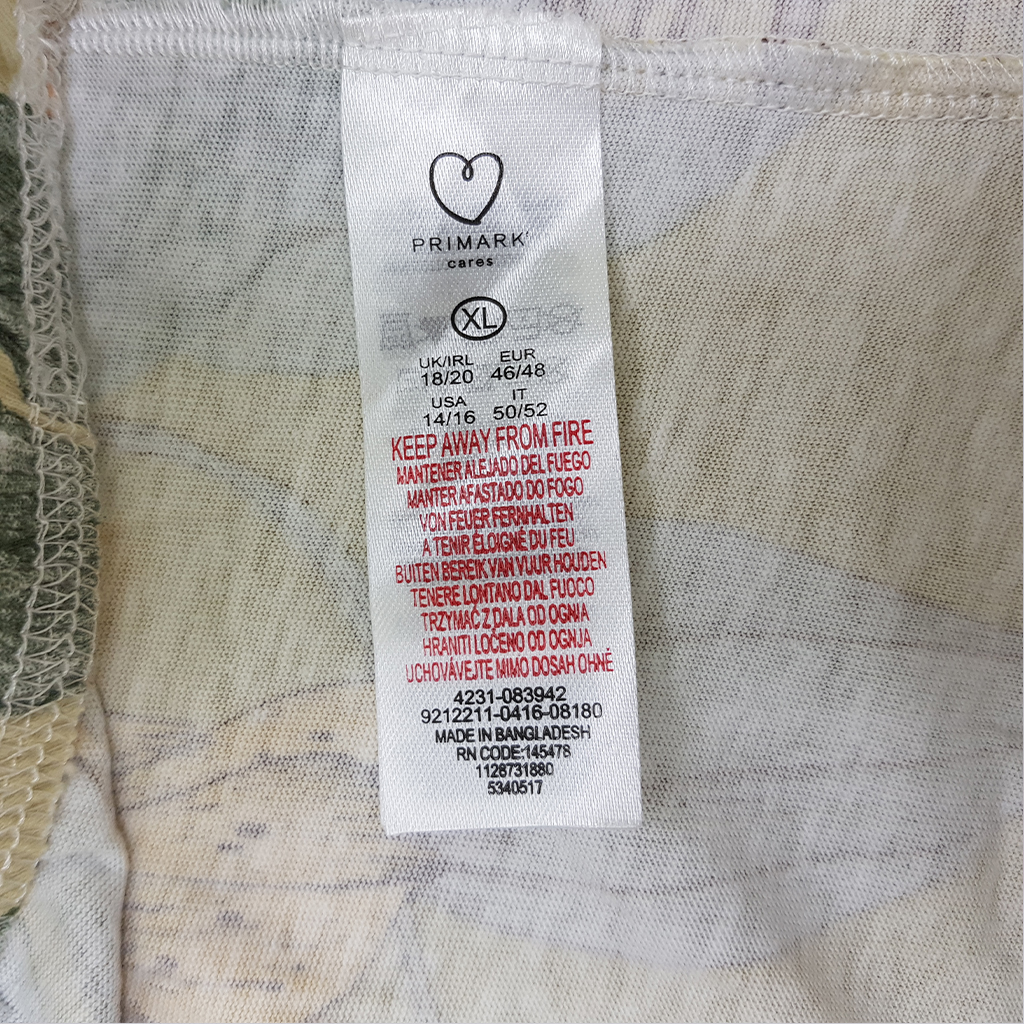 PRIMARK
cares
XL
UK/IRL EUR
18/20 46/48
USA IT
14/16 50/52
KEEP AWAY FROM FIRE
MANTENER ALEJADO DEL FUEGO
MANTER AFASTADO DO FOGO
VON FEUER FERNHALTEN
A TENIR ÉLOIGNÉ DU FEU
BUITEN BEREIK VAN VUUR HOUDEN
TENERE LONTANO DAL FUOCO
TRZYMAĆ Z DALA OD OGNIA
HRANITI LOČENO OD OGNJA
UCHOVÁVEJTE MIMO DOSAH OHNĚ
4231-083942
9212211-0416-08180
MADE IN BANGLADESH
RN CODE:145478
1126731880
5340517